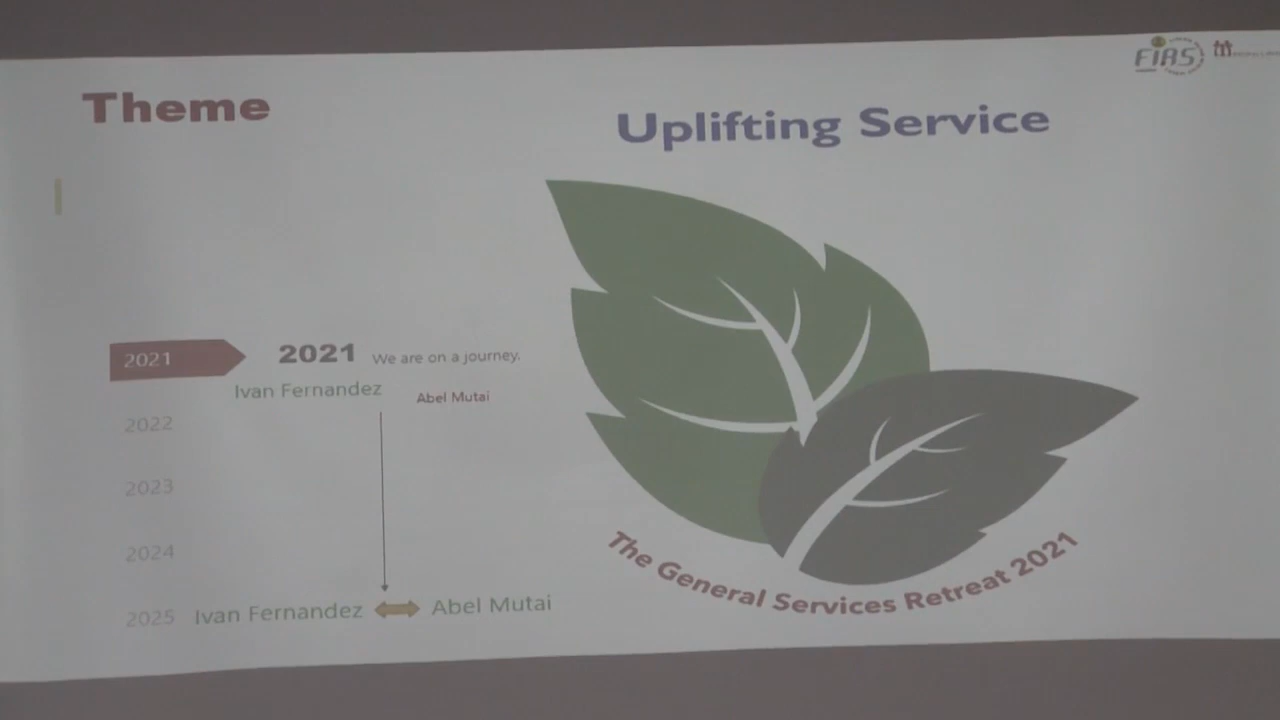 FIRS
Theme
Uplifting Service
2021
2021
We are on a journey.
Ivan Fernandez
Abel Mutai
2022
2023
2024
2025
Ivan Fernandez
Abel Mutai
The General Services Retreat 2021